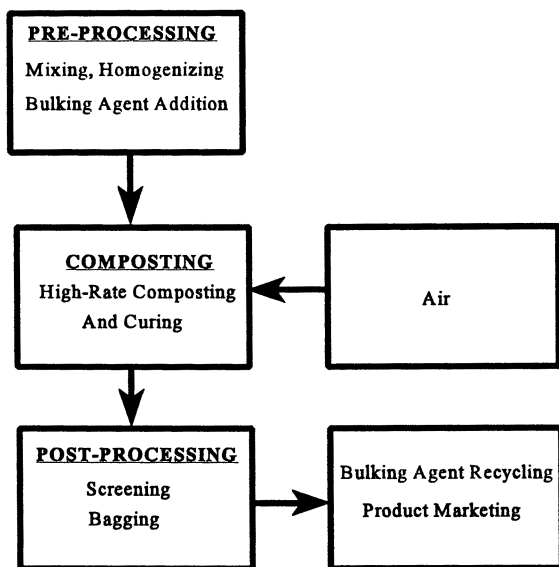 PRE-PROCESSING
Mixing, Homogenizing
Bulking Agent Addition
COMPOSTING
High-Rate Composting
And Curing
Air
POST-PROCESSING
Screening
Bagging
Bulking Agent Recycling
Product Marketing